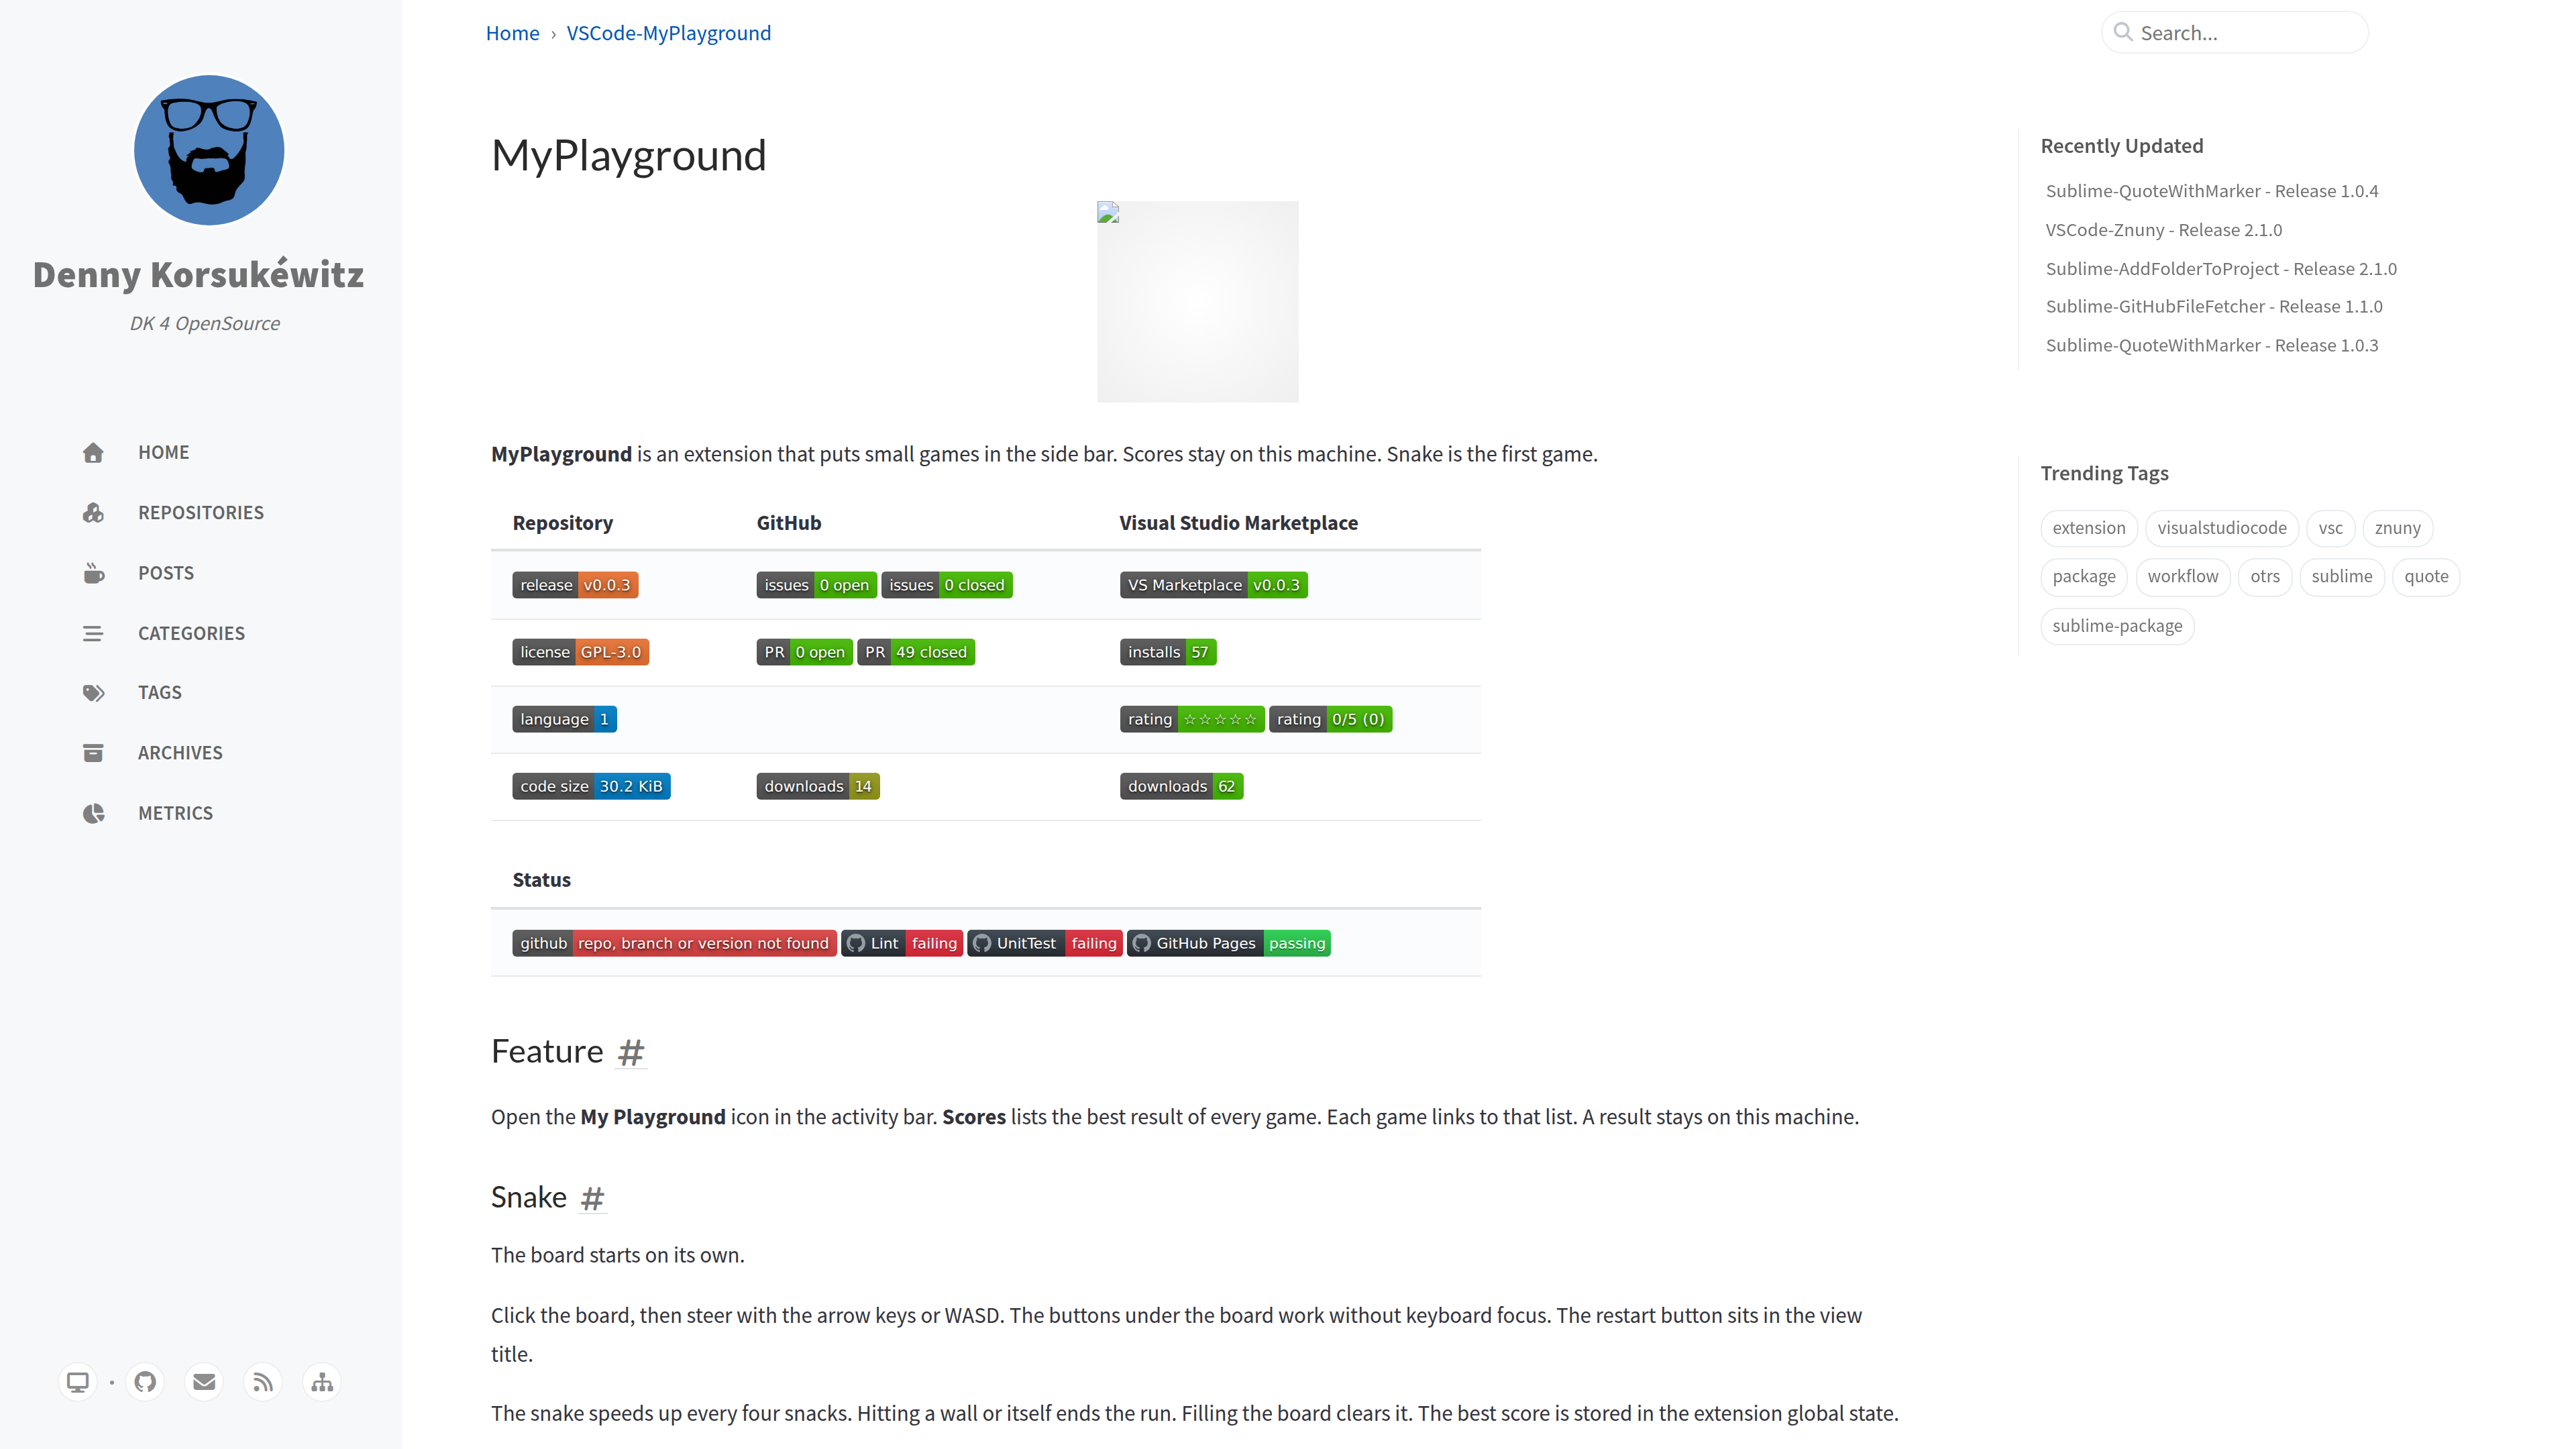 Denny Korsukéwitz
DK 4 OpenSource
HOME
REPOSITORIES
POSTS
CATEGORIES
TAGS
ARCHIVES
METRICS
Home › VSCode-MyPlayground
Search...
MyPlayground
MyPlayground is an extension that puts small games in the side bar. Scores stay on this machine. Snake is the first game.
Repository GitHub Visual Studio Marketplace
release v0.0.3 issues 0 open issues 0 closed VS Marketplace v0.0.3
license GPL-3.0 PR 0 open PR 49 closed installs 57
language 1 rating ☆☆☆☆☆ rating 0/5 (0)
code size 30.2 KiB downloads 14 downloads 62
Status
github repo, branch or version not found Lint failing UnitTest failing GitHub Pages passing
Feature #
Open the My Playground icon in the activity bar. Scores lists the best result of every game. Each game links to that list. A result stays on this machine.
Snake #
The board starts on its own.
Click the board, then steer with the arrow keys or WASD. The buttons under the board work without keyboard focus. The restart button sits in the view
title.
The snake speeds up every four snacks. Hitting a wall or itself ends the run. Filling the board clears it. The best score is stored in the extension global state.
Recently Updated
Sublime-QuoteWithMarker - Release 1.0.4
VSCode-Znuny - Release 2.1.0
Sublime-AddFolderToProject - Release 2.1.0
Sublime-GitHubFileFetcher - Release 1.1.0
Sublime-QuoteWithMarker - Release 1.0.3
Trending Tags
extension visualstudiocode vsc znuny
package workflow otrs sublime quote
sublime-package